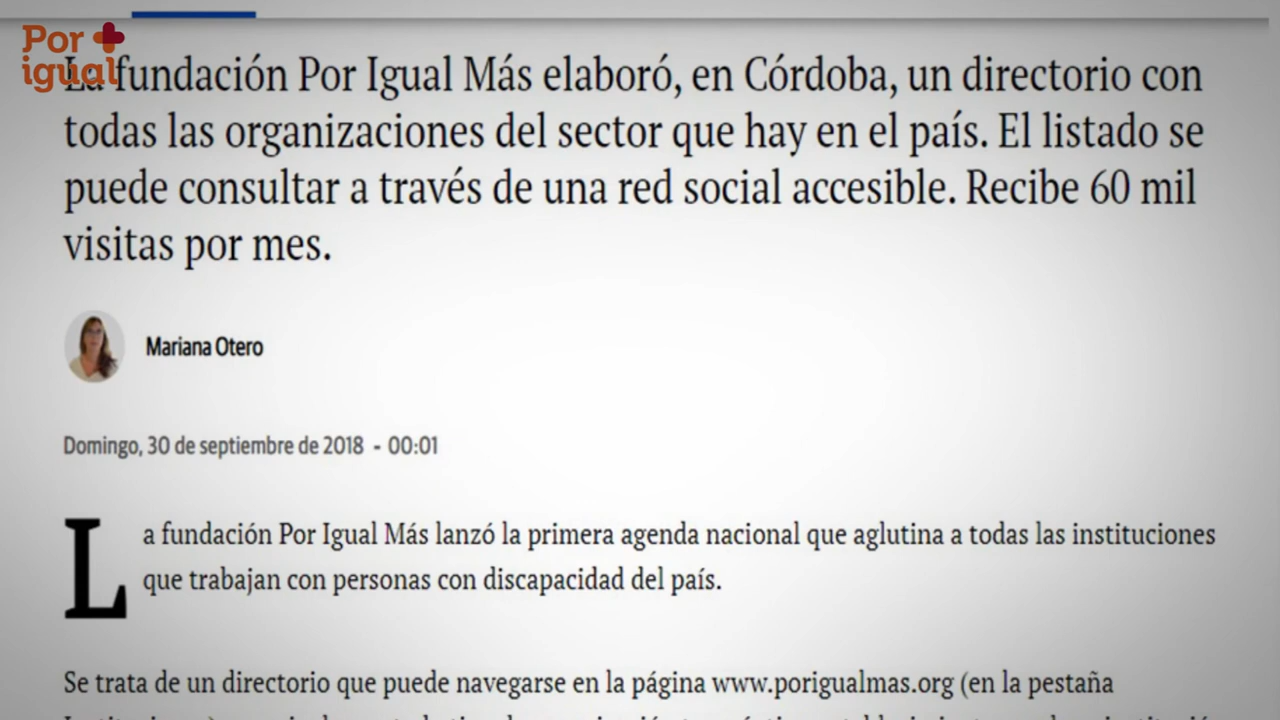 Por
igual
La fundación Por Igual Más elaboró, en Córdoba, un directorio con
todas las organizaciones del sector que hay en el país. El listado se
puede consultar a través de una red social accesible. Recibe 60 mil
visitas por mes.
Mariana Otero
Domingo, 30 de septiembre de 2018 - 00:01
La fundación Por Igual Más lanzó la primera agenda nacional que aglutina a todas las instituciones
que trabajan con personas con discapacidad del país.
Se trata de un directorio que puede navegarse en la página www.porigualmas.org (en la pestaña